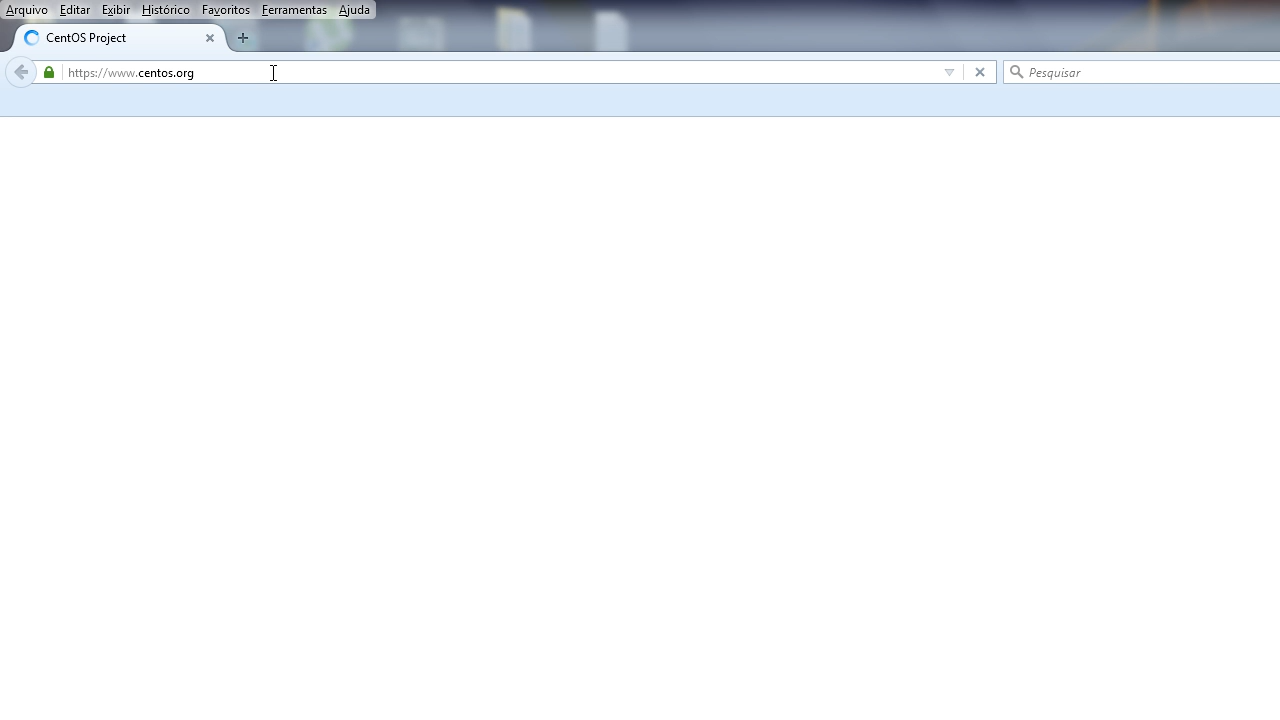 Arquivo Editar Exibir Histórico Favoritos Ferramentas Ajuda
CentOS Project
https://www.centos.org
Pesquisar